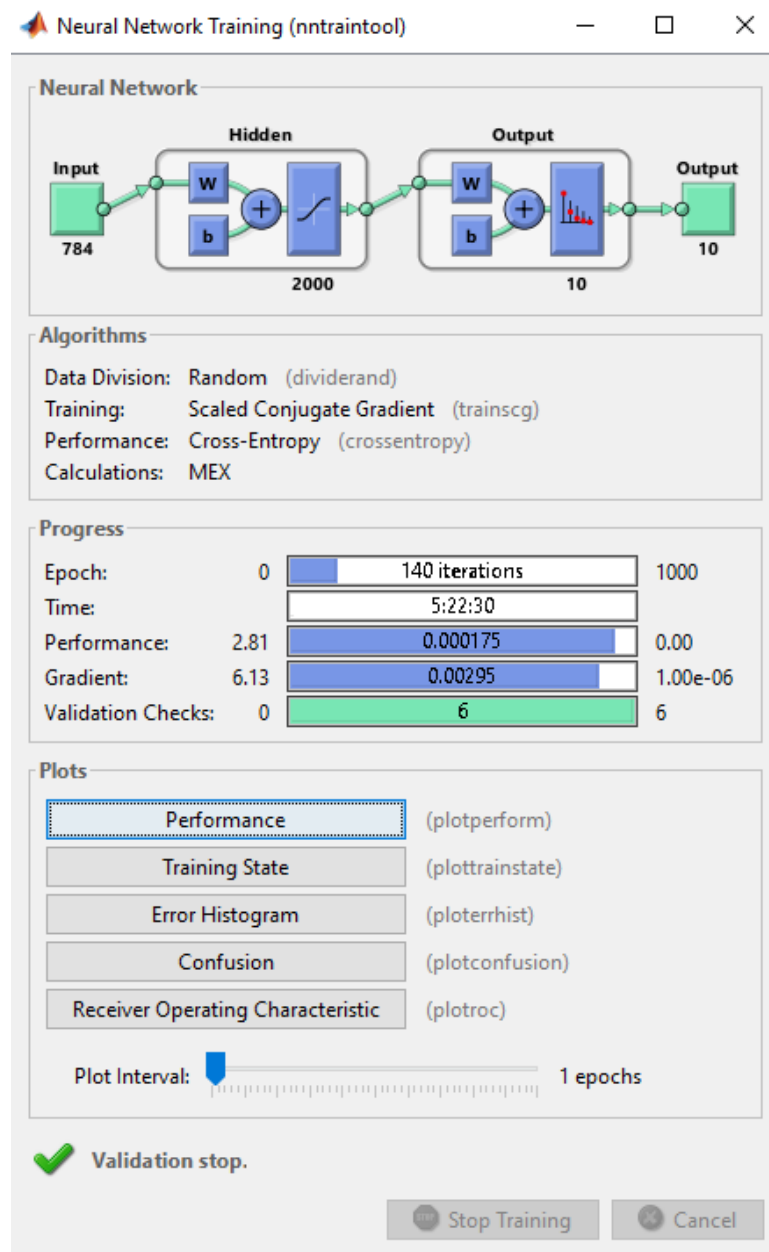 Neural Network Training (nntraintool)
Neural Network
Hidden Output
Input Output
W W
b b
784 10
2000 10
Algorithms
Data Division: Random (dividerand)
Training: Scaled Conjugate Gradient (trainscg)
Performance: Cross-Entropy (crossentropy)
Calculations: MEX
Progress
Epoch: 0 140 iterations 1000
Time: 5:22:30
Performance: 2.81 0.000175 0.00
Gradient: 6.13 0.00295 1.00e-06
Validation Checks: 0 6 6
Plots
Performance (plotperform)
Training State (plottrainstate)
Error Histogram (ploterrhist)
Confusion (plotconfusion)
Receiver Operating Characteristic (plotroc)
Plot Interval: 1 epochs
Validation stop.
STOP Stop Training Cancel